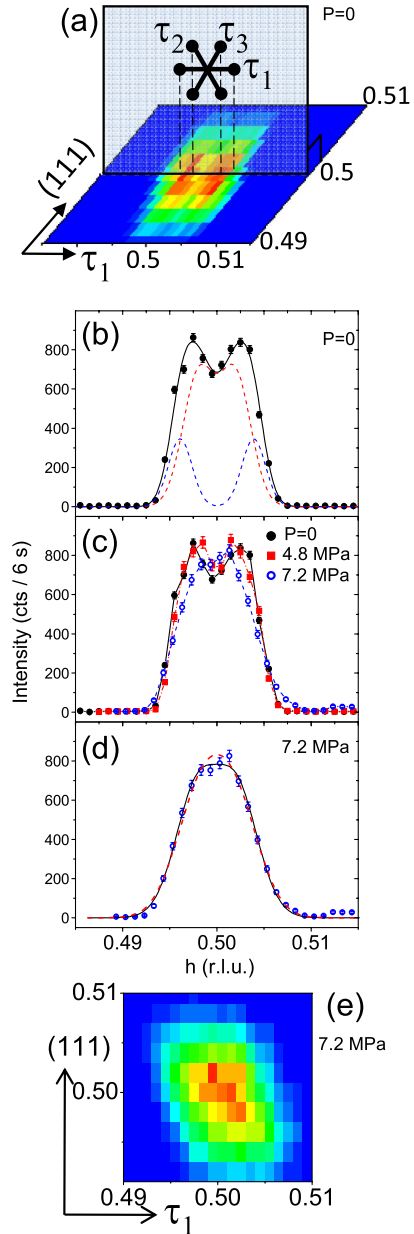 (a)
P=0
τ2 τ3
τ1
0.51
0.5
0.49
(111)
τ1 0.5 0.51
(b)
P=0
800
600
400
200
0
(c)
P=0
4.8 MPa
7.2 MPa
800
600
400
200
0
Intensity (cts / 6 s)
(d)
7.2 MPa
800
600
400
200
0
0.49 0.50 0.51
h (r.l.u.)
(e)
7.2 MPa
0.51
(111)
0.50
0.49 0.50 0.51
τ1